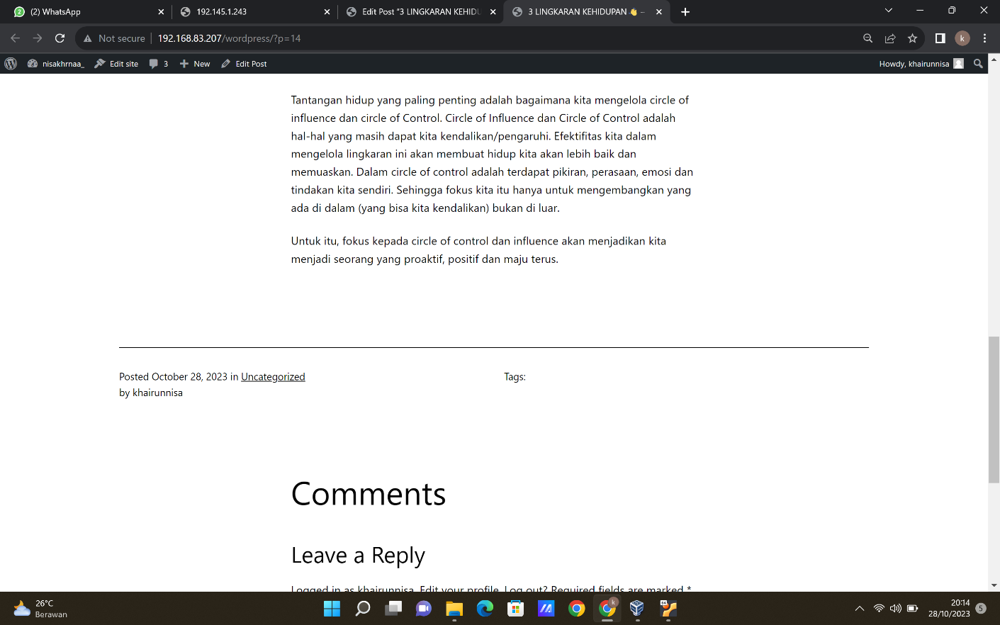 (2) WhatsApp
192.145.1.243
Edit Post “3 LINGKARAN KEHIDU
3 LINGKARAN KEHIDUPAN 👋 –
Not secure
192.168.83.207/wordpress/?p=14
k
nisakhrnaa_
Edit site
3
New
Edit Post
Howdy, khairunnisa
Tantangan hidup yang paling penting adalah bagaimana kita mengelola circle of
influence dan circle of Control. Circle of Influence dan Circle of Control adalah
hal-hal yang masih dapat kita kendalikan/pengaruhi. Efektifitas kita dalam
mengelola lingkaran ini akan membuat hidup kita akan lebih baik dan
memuaskan. Dalam circle of control adalah terdapat pikiran, perasaan, emosi dan
tindakan kita sendiri. Sehingga fokus kita itu hanya untuk mengembangkan yang
ada di dalam (yang bisa kita kendalikan) bukan di luar.
Untuk itu, fokus kepada circle of control dan influence akan menjadikan kita
menjadi seorang yang proaktif, positif dan maju terus.
Posted October 28, 2023 in Uncategorized
by khairunnisa
Tags:
Comments
Leave a Reply
Logged in as khairunnisa. Edit your profile. Log out? Required fields are marked *
26°C
Berawan
20:14
28/10/2023
5